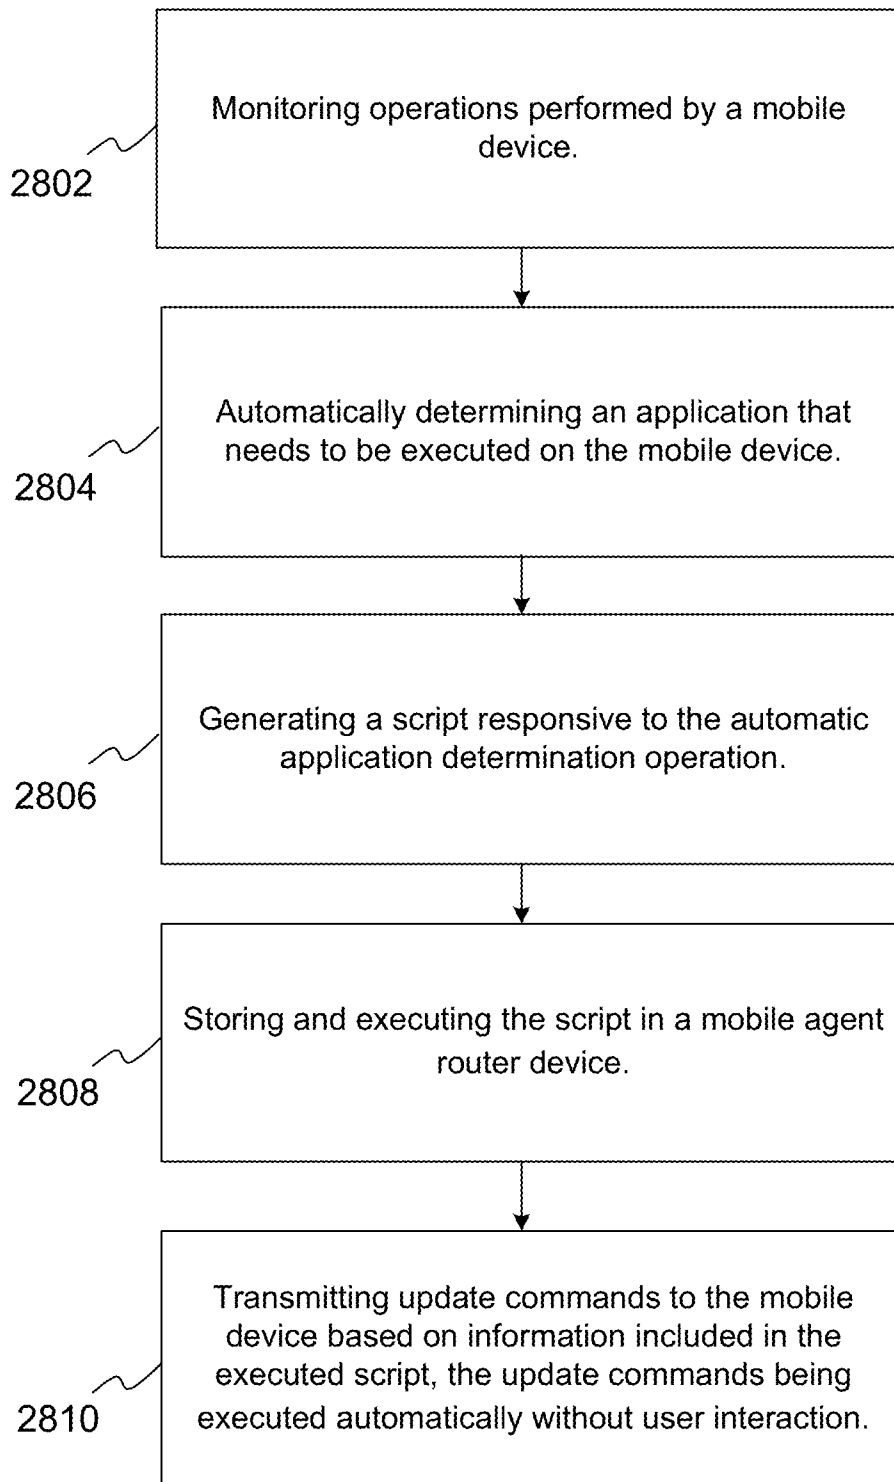 Monitoring operations performed by a mobile
device.
2802
Automatically determining an application that
needs to be executed on the mobile device.
2804
Generating a script responsive to the automatic
application determination operation.
2806
Storing and executing the script in a mobile agent
router device.
2808
Transmitting update commands to the mobile
device based on information included in the
executed script, the update commands being
executed automatically without user interaction.
2810